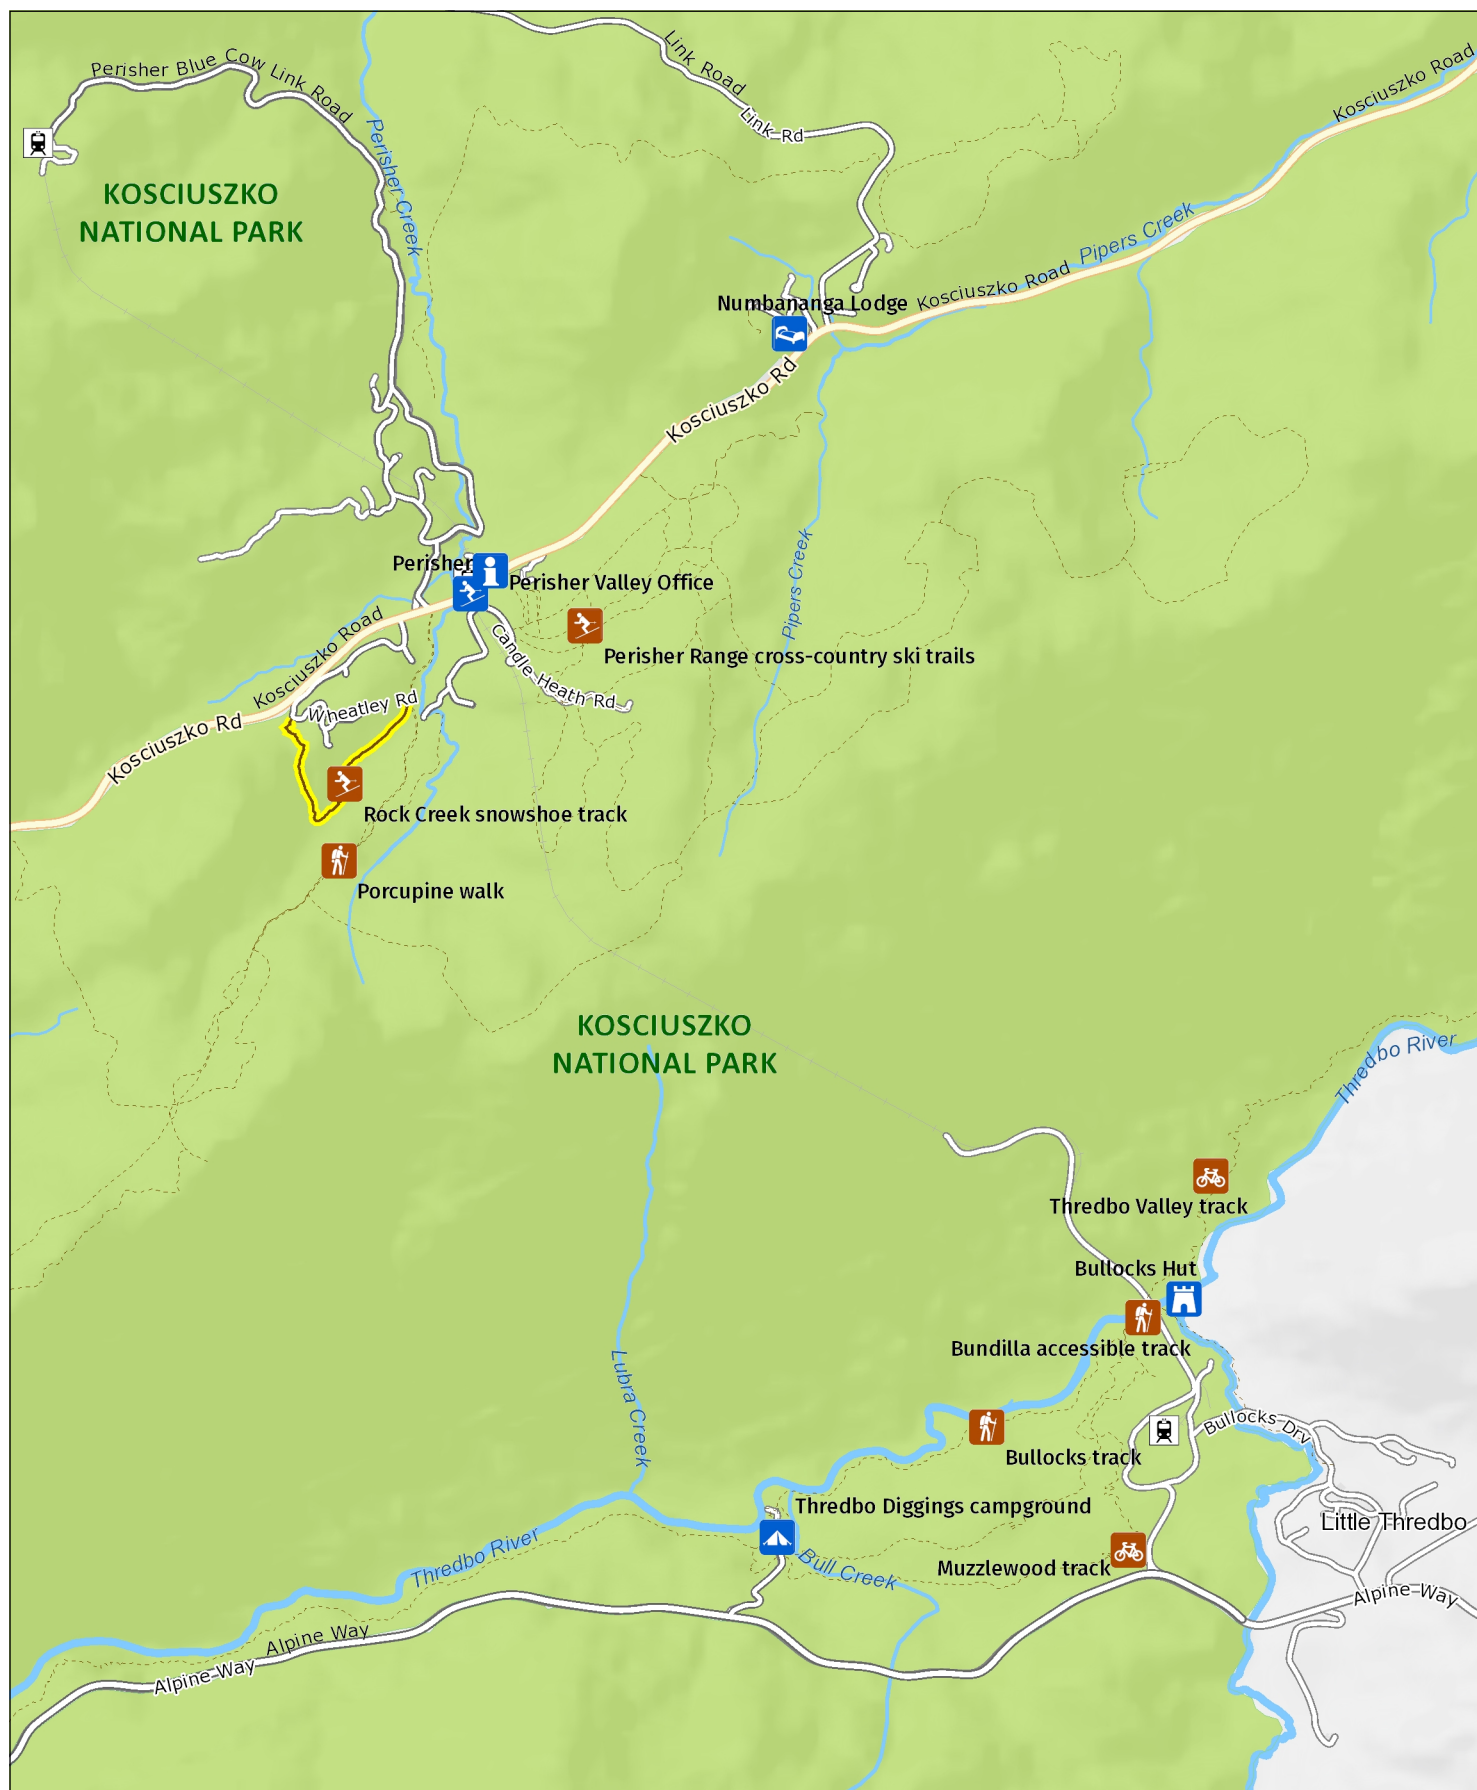 Perisher Blue Cow Link Road
Link Road
Link Rd
Kosciuszko Road
Perisher Creek
KOSCIUSZKO
NATIONAL PARK
Pipers Creek
Kosciuszko Road
Numbananga Lodge
Kosciuszko Rd
Pipers Creek
Perisher
Perisher Valley Office
Kosciuszko Road
Candle Heath Rd
Perisher Range cross-country ski trails
Wheatley Rd
Kosciuszko Rd
Rock Creek snowshoe track
Porcupine walk
KOSCIUSZKO
NATIONAL PARK
Thredbo River
Thredbo Valley track
Bullocks Hut
Bundilla accessible track
Lubra Creek
Bullocks Drv
Bullocks track
Thredbo Diggings campground
Little Thredbo
Thredbo River
Bull Creek
Muzzlewood track
Alpine Way
Alpine Way
Alpine Way